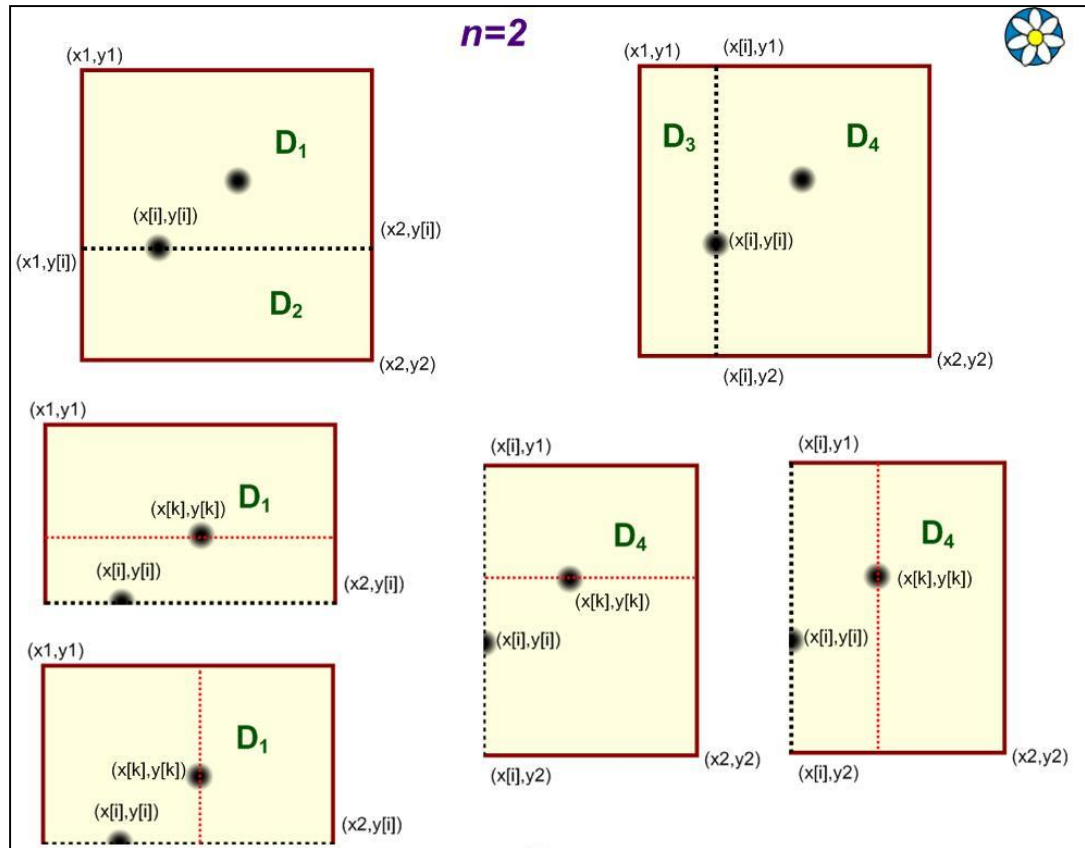 n=2
(x1,y1)
D1
(x[i],y[i])
(x2,y[i])
(x1,y[i])
D2
(x2,y2)
(x1,y1)
(x[i],y1)
D3
D4
(x[i],y[i])
(x2,y2)
(x[i],y2)
(x1,y1)
D1
(x[k],y[k])
(x[i],y[i])
(x2,y[i])
(x[i],y1)
D4
(x[k],y[k])
(x[i],y[i])
(x2,y2)
(x[i],y2)
(x[i],y1)
D4
(x[k],y[k])
(x[i],y[i])
(x2,y2)
(x[i],y2)
(x1,y1)
D1
(x[k],y[k])
(x[i],y[i])
(x2,y[i])